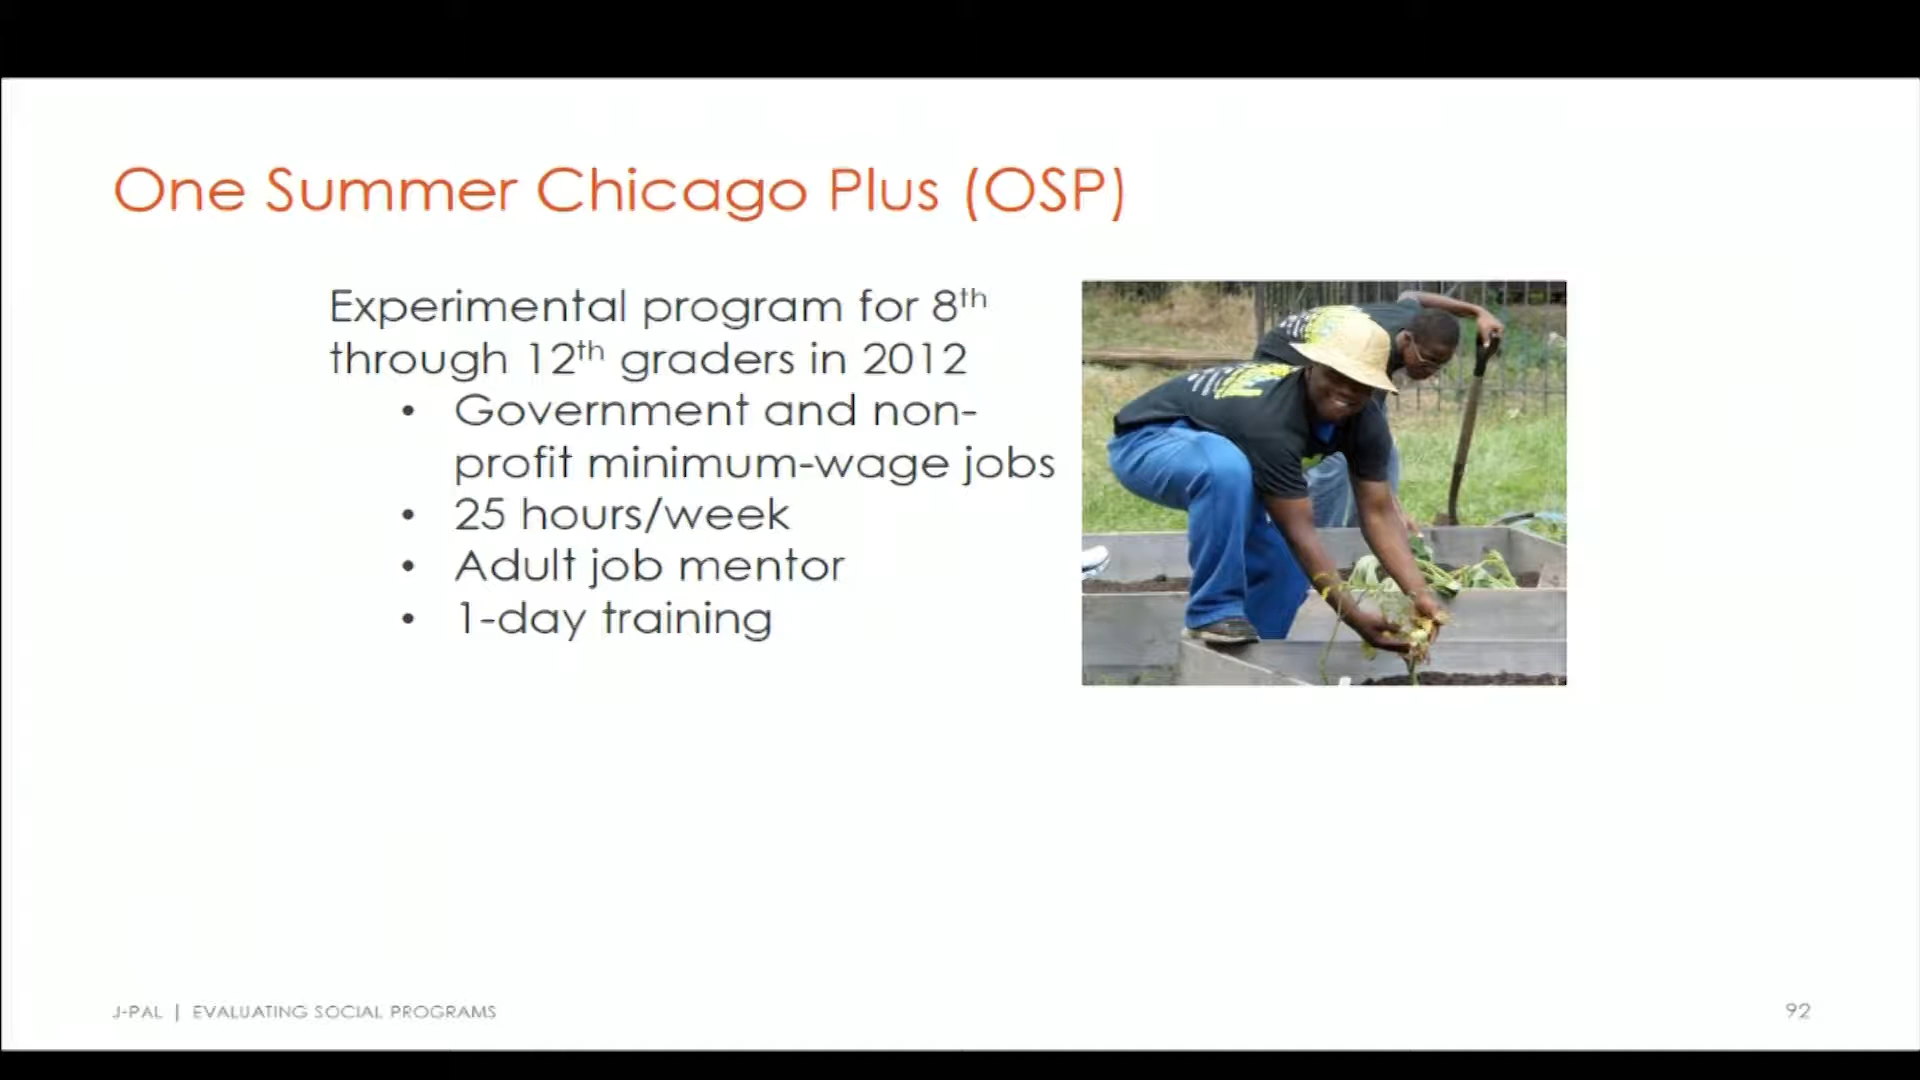 One Summer Chicago Plus (OSP)
Experimental program for 8th
through 12th graders in 2012
• Government and non-
profit minimum-wage jobs
• 25 hours/week
• Adult job mentor
• 1-day training
J-PAL | EVALUATING SOCIAL PROGRAMS
92